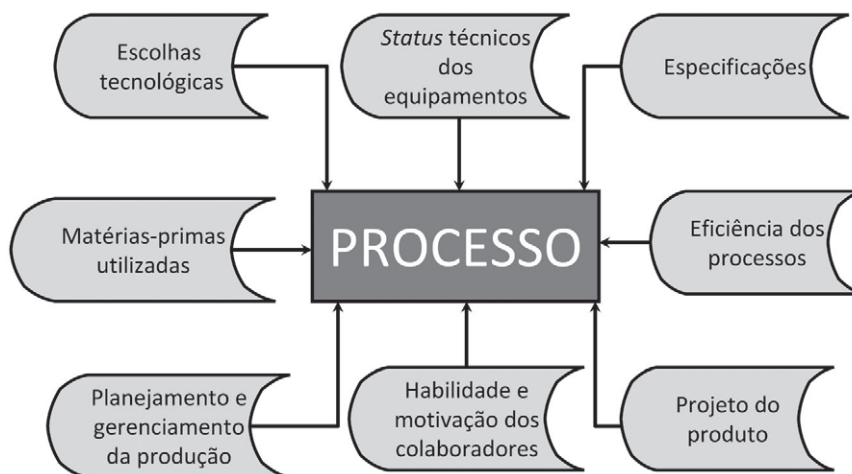 Escolhas
tecnológicas
Status técnicos
dos
equipamentos
Especificações
Matérias-primas
utilizadas
PROCESSO
Eficiência dos
processos
Planejamento e
gerenciamento
da produção
Habilidade e
motivação dos
colaboradores
Projeto do
produto